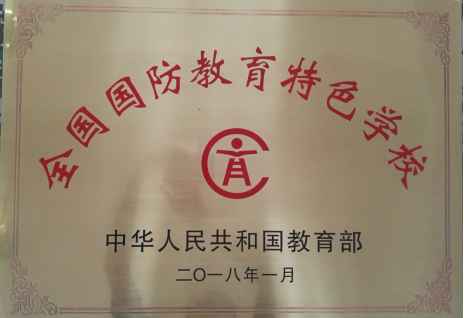 全国国防教育特色学校
中华人民共和国教育部
二〇一八年一月